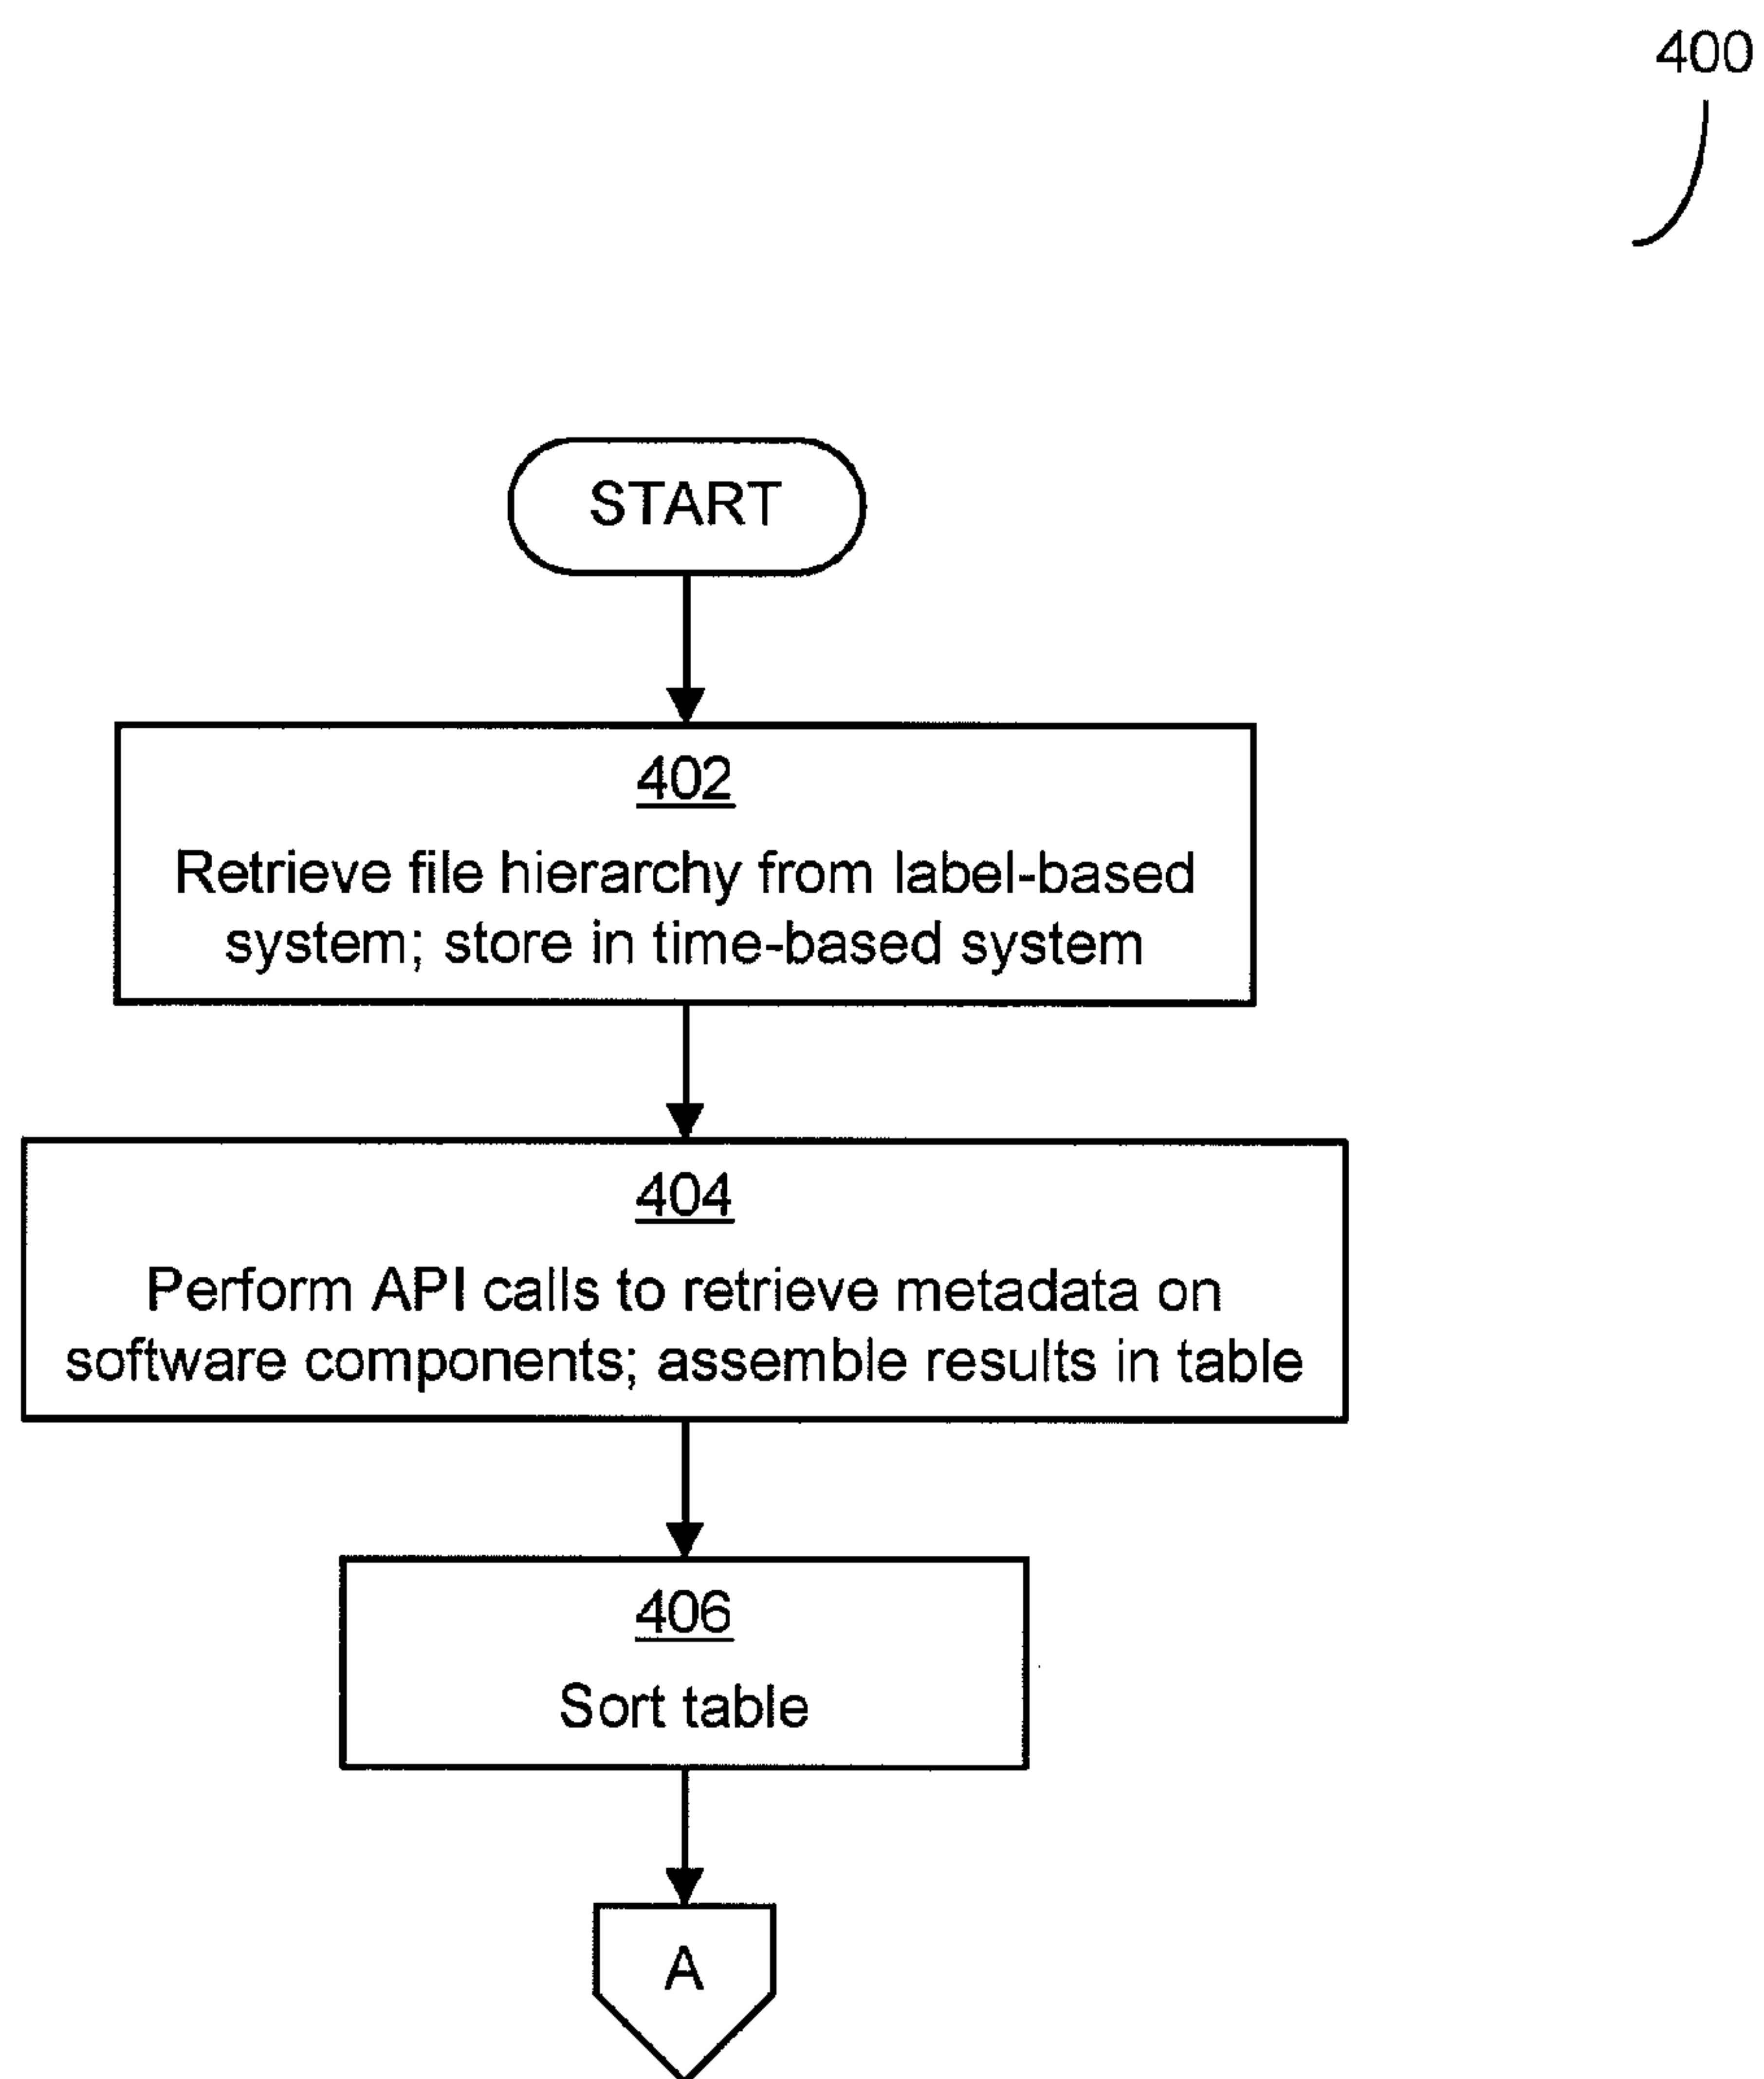 400
START
402
Retrieve file hierarchy from label-based
system; store in time-based system
404
Perform API calls to retrieve metadata on
software components; assemble results in table
406
Sort table
A